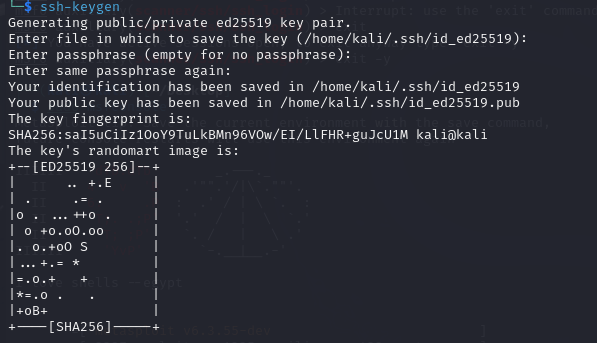 └─$ ssh-keygen
Generating public/private ed25519 key pair.
Enter file in which to save the key (/home/kali/.ssh/id_ed25519):
Enter passphrase (empty for no passphrase):
Enter same passphrase again:
Your identification has been saved in /home/kali/.ssh/id_ed25519
Your public key has been saved in /home/kali/.ssh/id_ed25519.pub
The key fingerprint is:
SHA256:saI5uCiIz1OoY9TuLkBMn96VOw/EI/LlFHR+guJcU1M kali@kali
The key's randomart image is:
+--[ED25519 256]--+
|      .. +.E     |
| .     .= .      |
|o . ...++o .     |
| o +o.oO.oo      |
|. o.+oO S        |
|...+.= *         |
|=.o.+   +        |
|*=.o .   .       |
|+oB+             |
+----[SHA256]-----+